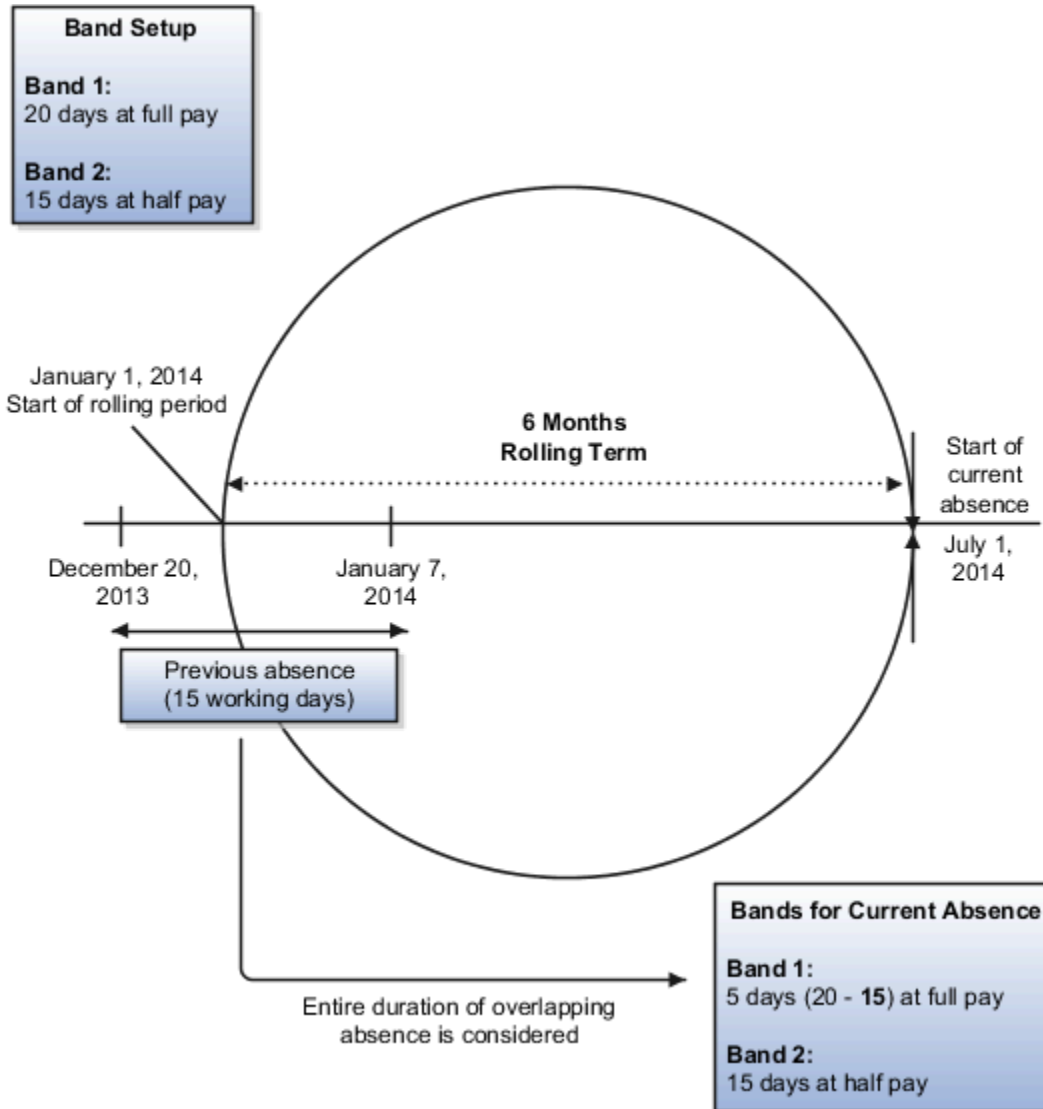 Band Setup
Band 1:
20 days at full pay
Band 2:
15 days at half pay
January 1, 2014
Start of rolling period
6 Months
Rolling Term
Start of
current
absence
December 20,
2013
January 7,
2014
July 1,
2014
Previous absence
(15 working days)
Entire duration of overlapping
absence is considered
Bands for Current Absence
Band 1:
5 days (20 - 15) at full pay
Band 2:
15 days at half pay